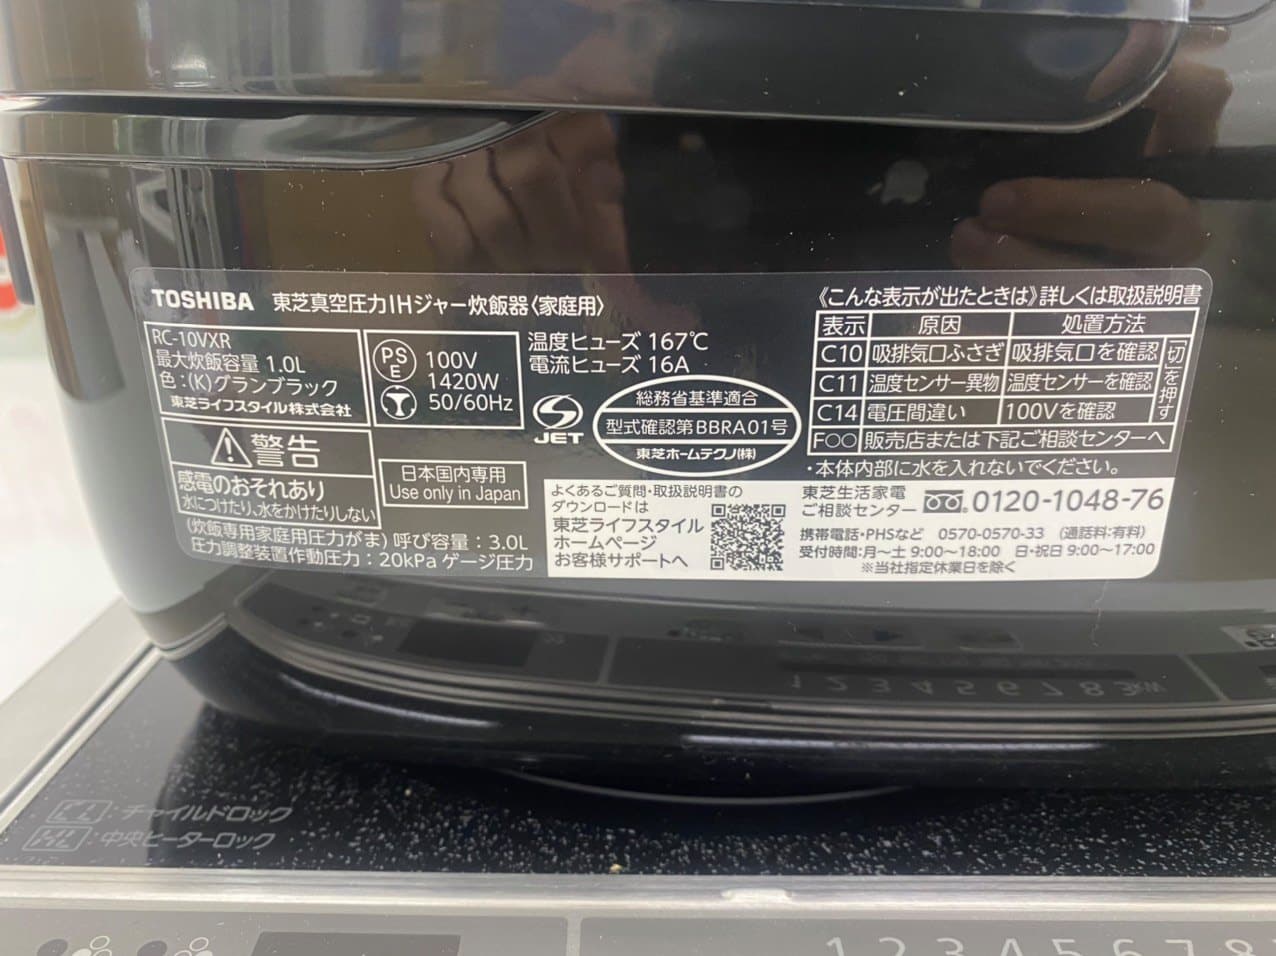 TOSHIBA 東芝真空圧力IHジャー炊飯器〈家庭用〉
RC-10VXR
最大炊飯容量 1.0L
色:(K)グランブラック
東芝ライフスタイル株式会社
PS
E
100V
1420W
50/60Hz
温度ヒューズ 167℃
電流ヒューズ 16A
JET
総務省基準適合
型式確認第BBRA01号
東芝ホームテクノ(株)
警告
感電のおそれあり
水につけたり、水をかけたりしない
日本国内専用
Use only in Japan
(炊飯専用家庭用圧力がま) 呼び容量:3.0L
圧力調整装置作動圧力:20kPa ゲージ圧力
《こんな表示が出たときは》詳しくは取扱説明書
表示 原因 処置方法
C10 吸排気口ふさぎ 吸排気口を確認
C11 温度センサー異物 温度センサーを確認
C14 電圧間違い 100Vを確認
「切」を押す
F○○ 販売店または下記ご相談センターへ
・本体内部に水を入れないでください。
よくあるご質問・取扱説明書の
ダウンロードは
東芝ライフスタイル
ホームページ
お客様サポートへ
東芝生活家電
ご相談センター 0120-1048-76
携帯電話・PHSなど 0570-0570-33 (通話料:有料)
受付時間:月〜土 9:00〜18:00 日・祝日 9:00〜17:00
※当社指定休業日を除く
1 2 3 4 5 6 7 8 9kW
CL:チャイルドロック
HL:中央ヒーターロック
1 2 3 4 5 6 7 8